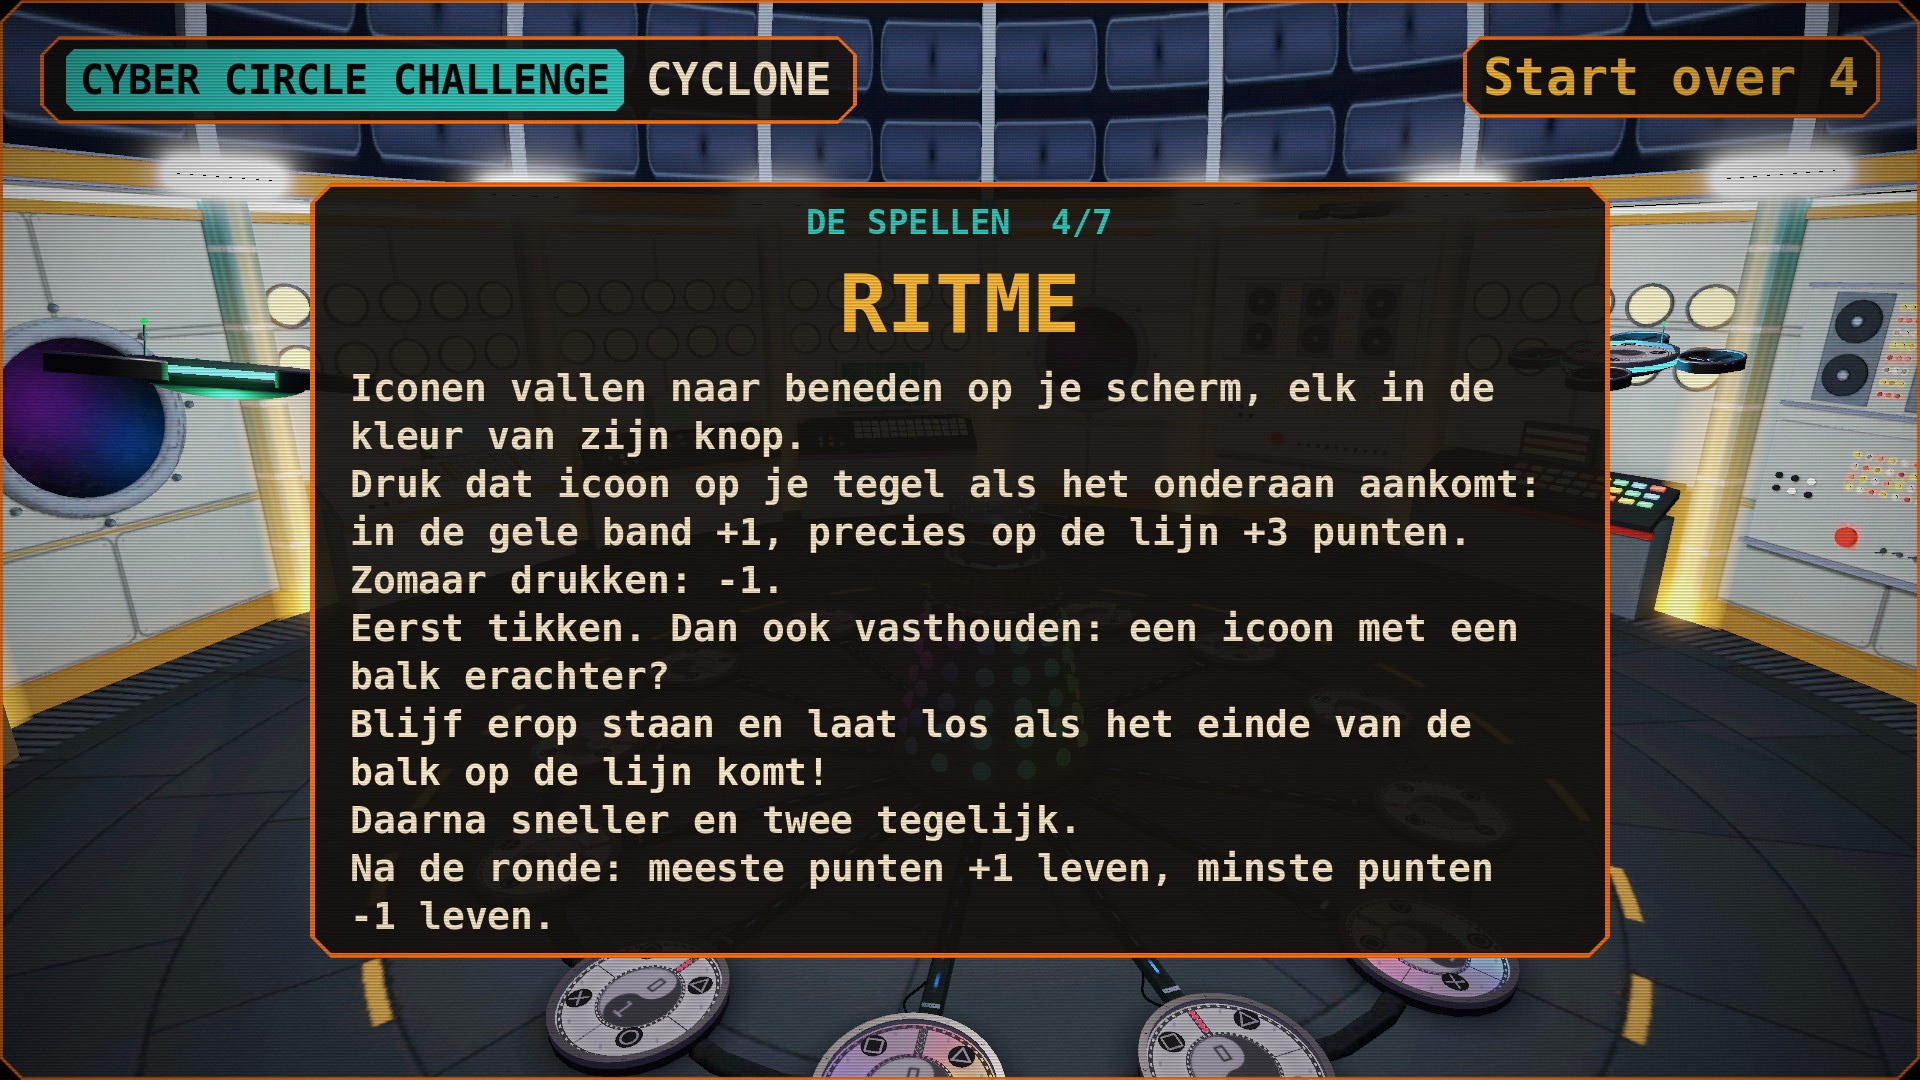 CYBER CIRCLE CHALLENGE CYCLONE
Start over 4
DE SPELLEN 4/7
RITME
Iconen vallen naar beneden op je scherm, elk in de
kleur van zijn knop.
Druk dat icoon op je tegel als het onderaan aankomt:
in de gele band +1, precies op de lijn +3 punten.
Zomaar drukken: -1.
Eerst tikken. Dan ook vasthouden: een icoon met een
balk erachter?
Blijf erop staan en laat los als het einde van de
balk op de lijn komt!
Daarna sneller en twee tegelijk.
Na de ronde: meeste punten +1 leven, minste punten
-1 leven.